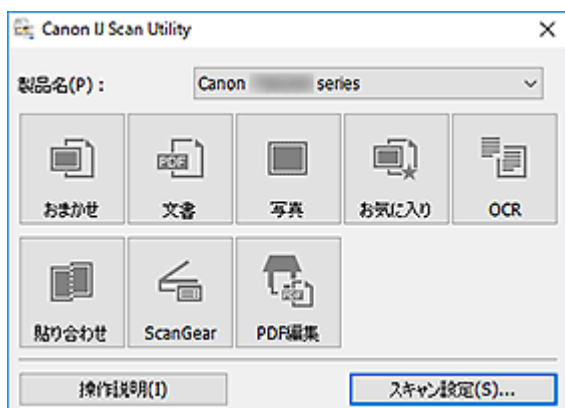 Canon IJ Scan Utility
製品名(P) :
Canon series
おまかせ
文書
写真
お気に入り
OCR
貼り合わせ
ScanGear
PDF編集
操作説明(I)
スキャン設定(S)...